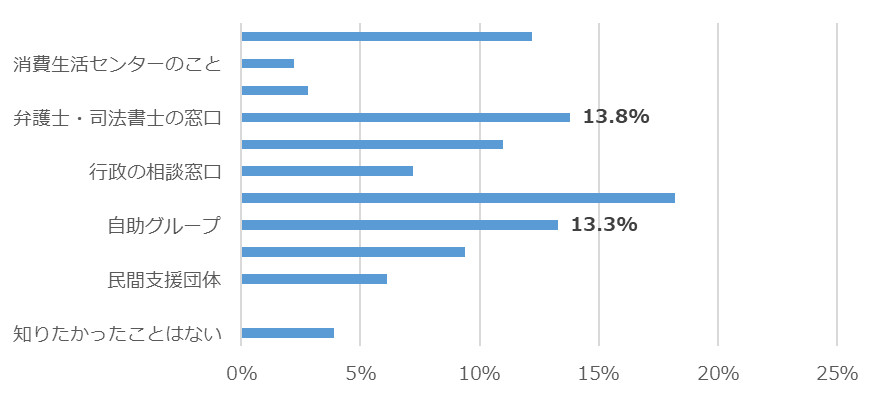 消費生活センターのこと
弁護士・司法書士の窓口
13.8%
行政の相談窓口
自助グループ
13.3%
民間支援団体
知りたかったことはない
0%
5%
10%
15%
20%
25%